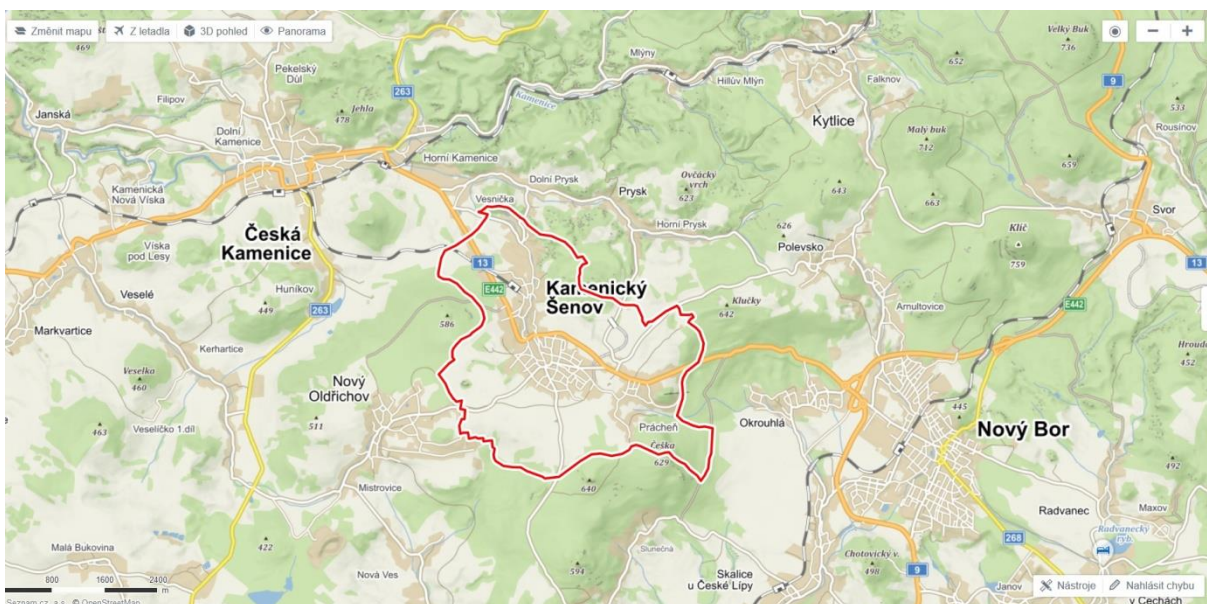 Změnit mapu
Z letadla
3D pohled
Panorama
469
Pekelský
Důl
Mlýny
Velký Buk
736
652
9
263
Hillův Mlýn
Falknov
Filipov
Jehla
478
Kamenice
533
Janská
Dolní
Kamenice
Kytlice
Malý buk
712
Rousínov
Horní Kamenice
659
Kamenická
Nová Víska
Dolní Prysk
Prysk
Ovčácký
vrch
623
643
Vesnička
663
Svor
Horní Prysk
626
Klíč
759
Česká
Kamenice
Víska
pod Lesy
Polevsko
13
13
Veselé
Huníkov
E442
Kamenický
Šenov
Klučky
642
Arnultovice
E442
449
263
586
Markvartice
Kerhartice
Hrouda
452
Veselka
460
Nový
Oldřichov
445
463
Veselíčko 1.díl
511
Prácheň
Okrouhlá
Nový Bor
Češka
629
492
Mistrovice
640
Radvanec
Maxov
Radvanecký
ryb.
268
Malá Bukovina
422
Slunečná
Chotovický v.
498
Nová Ves
594
Skalice
u České Lípy
9
Janov
v Čechách
800 1600 2400
m
Nástroje
Nahlásit chybu
Seznam.cz, a.s., © OpenStreetMap